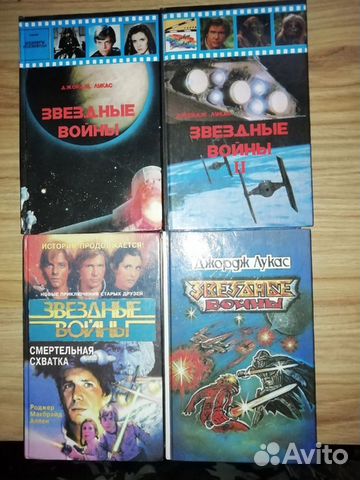 ДЖОРДЖ ЛУКАС
ЗВЕЗДНЫЕ
ВОЙНЫ
ДЖОРДЖ ЛУКАС
ЗВЕЗДНЫЕ
ВОЙНЫ
II
ИСТОРИЯ ПРОДОЛЖАЕТСЯ!
НОВЫЕ ПРИКЛЮЧЕНИЯ СТАРЫХ ДРУЗЕЙ
ЗВЕЗДНЫЕ
ВОЙНЫ
СМЕРТЕЛЬНАЯ
СХВАТКА
Роджер
Макбрайд
Аллен
Джордж Лукас
ЗВЕЗДНЫЕ
ВОЙНЫ
Avito